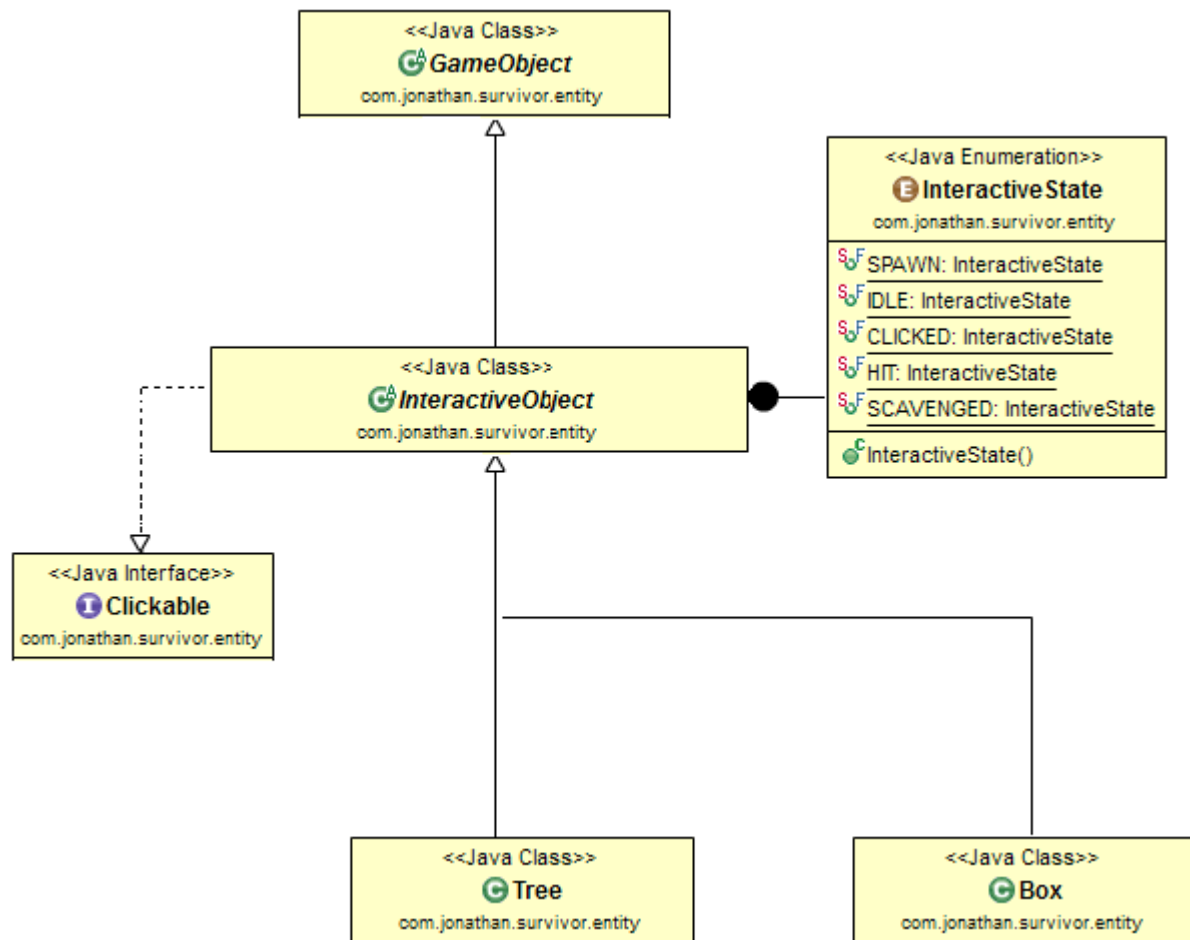 <<Java Class>>
GameObject
com.jonathan.survivor.entity
<<Java Enumeration>>
InteractiveState
com.jonathan.survivor.entity
SPAWN: InteractiveState
IDLE: InteractiveState
CLICKED: InteractiveState
HIT: InteractiveState
SCAVENGED: InteractiveState
InteractiveState()
<<Java Class>>
InteractiveObject
com.jonathan.survivor.entity
<<Java Interface>>
Clickable
com.jonathan.survivor.entity
<<Java Class>>
Tree
com.jonathan.survivor.entity
<<Java Class>>
Box
com.jonathan.survivor.entity